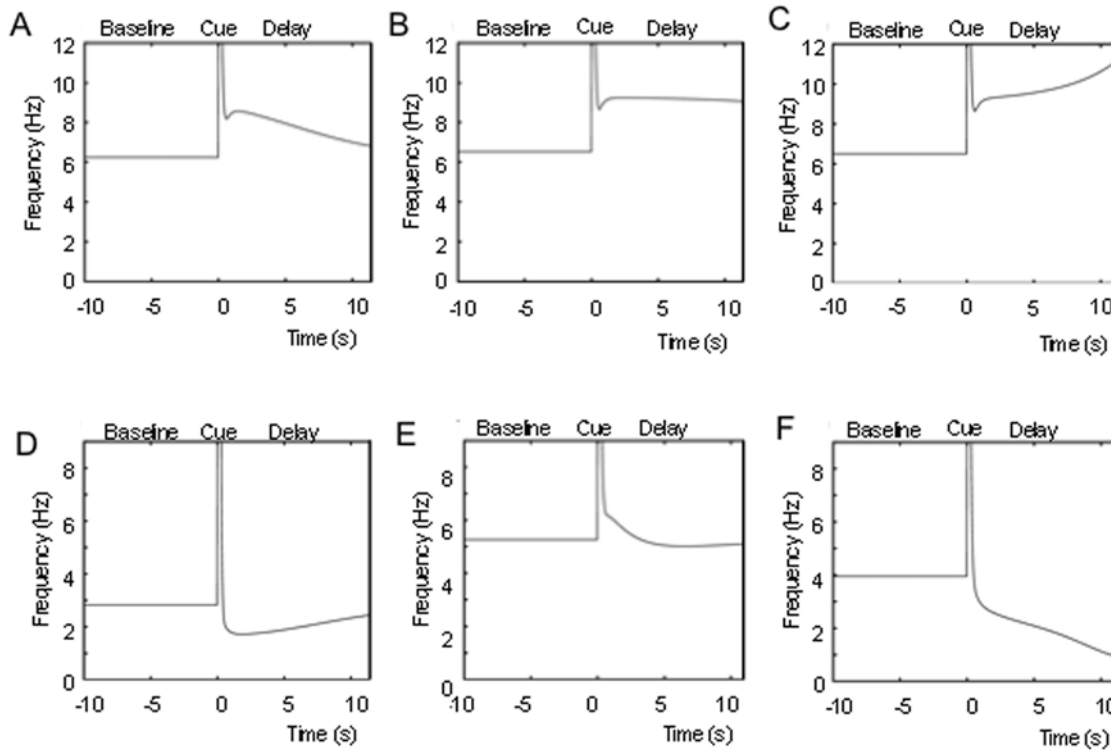 A Baseline Cue Delay
12
10
8
6
4
2
0
Frequency (Hz)
-10 -5 0 5 10
Time (s)
B Baseline Cue Delay
12
10
8
6
4
2
0
Frequency (Hz)
-10 -5 0 5 10
Time (s)
C Baseline Cue Delay
12
10
8
6
4
2
0
Frequency (Hz)
-10 -5 0 5 10
Time (s)
D Baseline Cue Delay
8
6
4
2
0
Frequency (Hz)
-10 -5 0 5 10
Time (s)
E Baseline Cue Delay
8
6
4
2
0
Frequency (Hz)
-10 -5 0 5 10
Time (s)
F Baseline Cue Delay
8
6
4
2
0
Frequency (Hz)
-10 -5 0 5 10
Time (s)